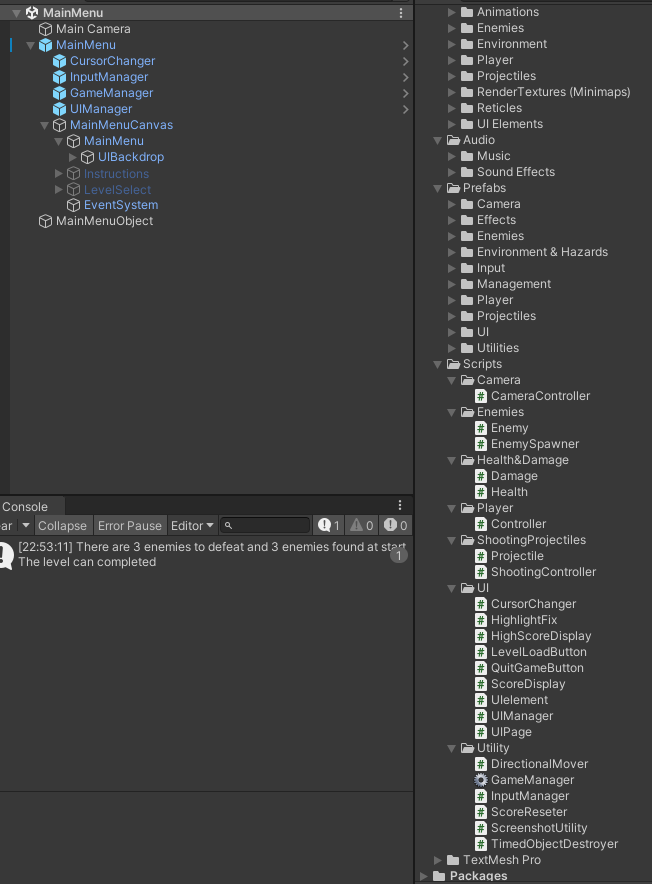 MainMenu
Main Camera
MainMenu
CursorChanger
InputManager
GameManager
UIManager
MainMenuCanvas
MainMenu
UIBackdrop
Instructions
LevelSelect
EventSystem
MainMenuObject
Console
ear
Collapse
Error Pause
Editor
1
0
0
[22:53:11] There are 3 enemies to defeat and 3 enemies found at start
The level can completed
1
Animations
Enemies
Environment
Player
Projectiles
RenderTextures (Minimaps)
Reticles
UI Elements
Audio
Music
Sound Effects
Prefabs
Camera
Effects
Enemies
Environment & Hazards
Input
Management
Player
Projectiles
UI
Utilities
Scripts
Camera
CameraController
Enemies
Enemy
EnemySpawner
Health&Damage
Damage
Health
Player
Controller
ShootingProjectiles
Projectile
ShootingController
UI
CursorChanger
HighlightFix
HighScoreDisplay
LevelLoadButton
QuitGameButton
ScoreDisplay
UIelement
UIManager
UIPage
Utility
DirectionalMover
GameManager
InputManager
ScoreReseter
ScreenshotUtility
TimedObjectDestroyer
TextMesh Pro
Packages